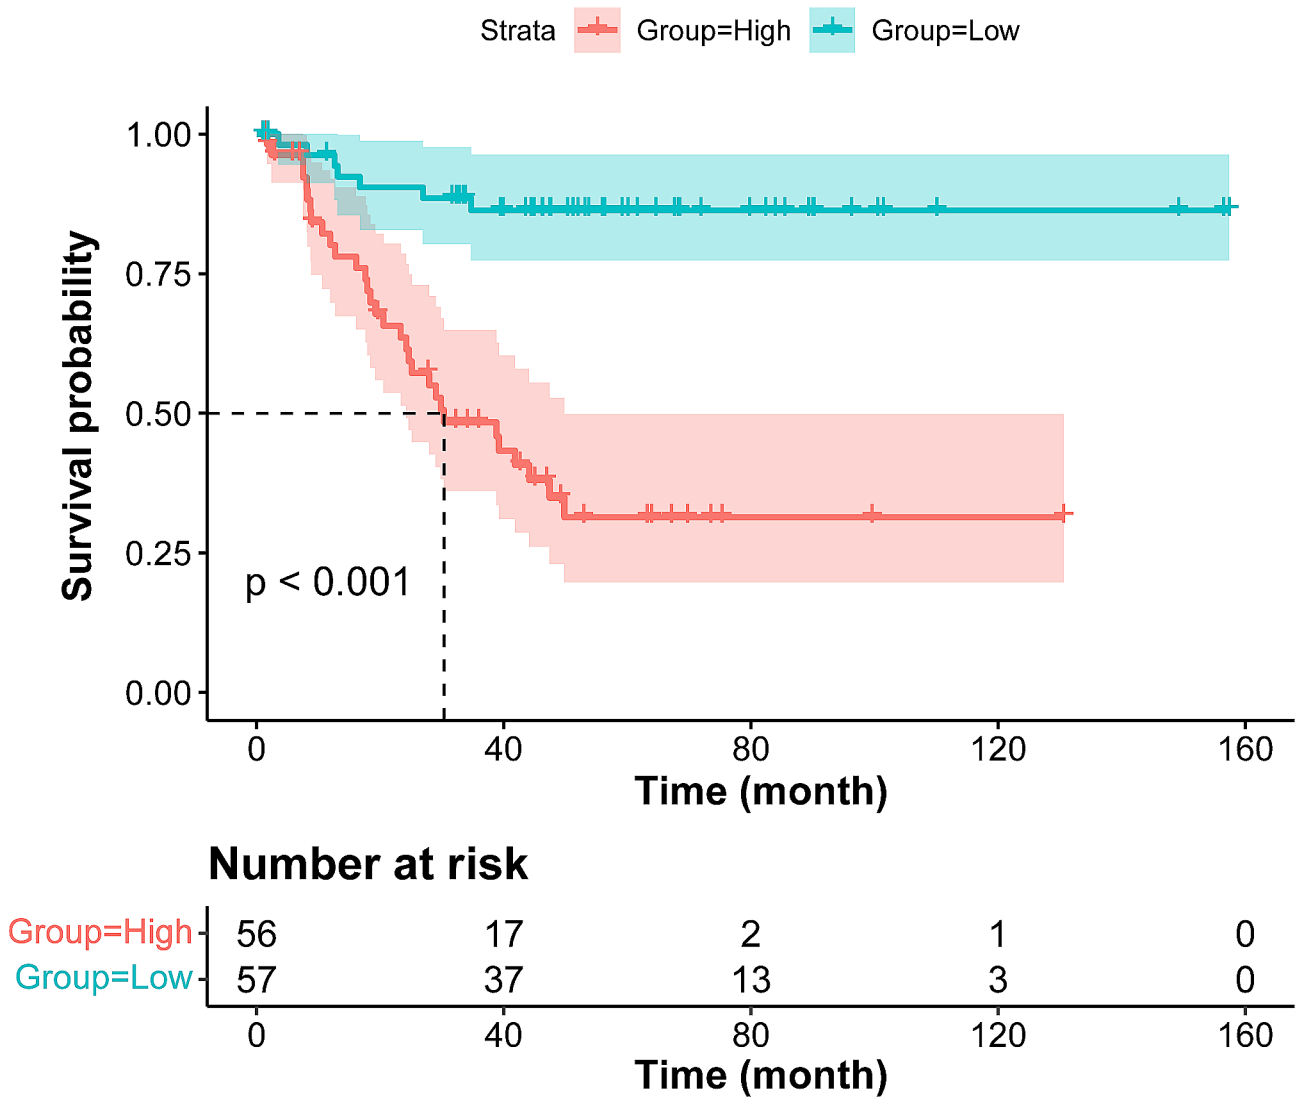 Strata Group=High Group=Low
Survival probability
1.00
0.75
0.50
0.25
0.00
p < 0.001
0 40 80 120 160
Time (month)
Number at risk
Group=High 56 17 2 1 0
Group=Low 57 37 13 3 0
0 40 80 120 160
Time (month)